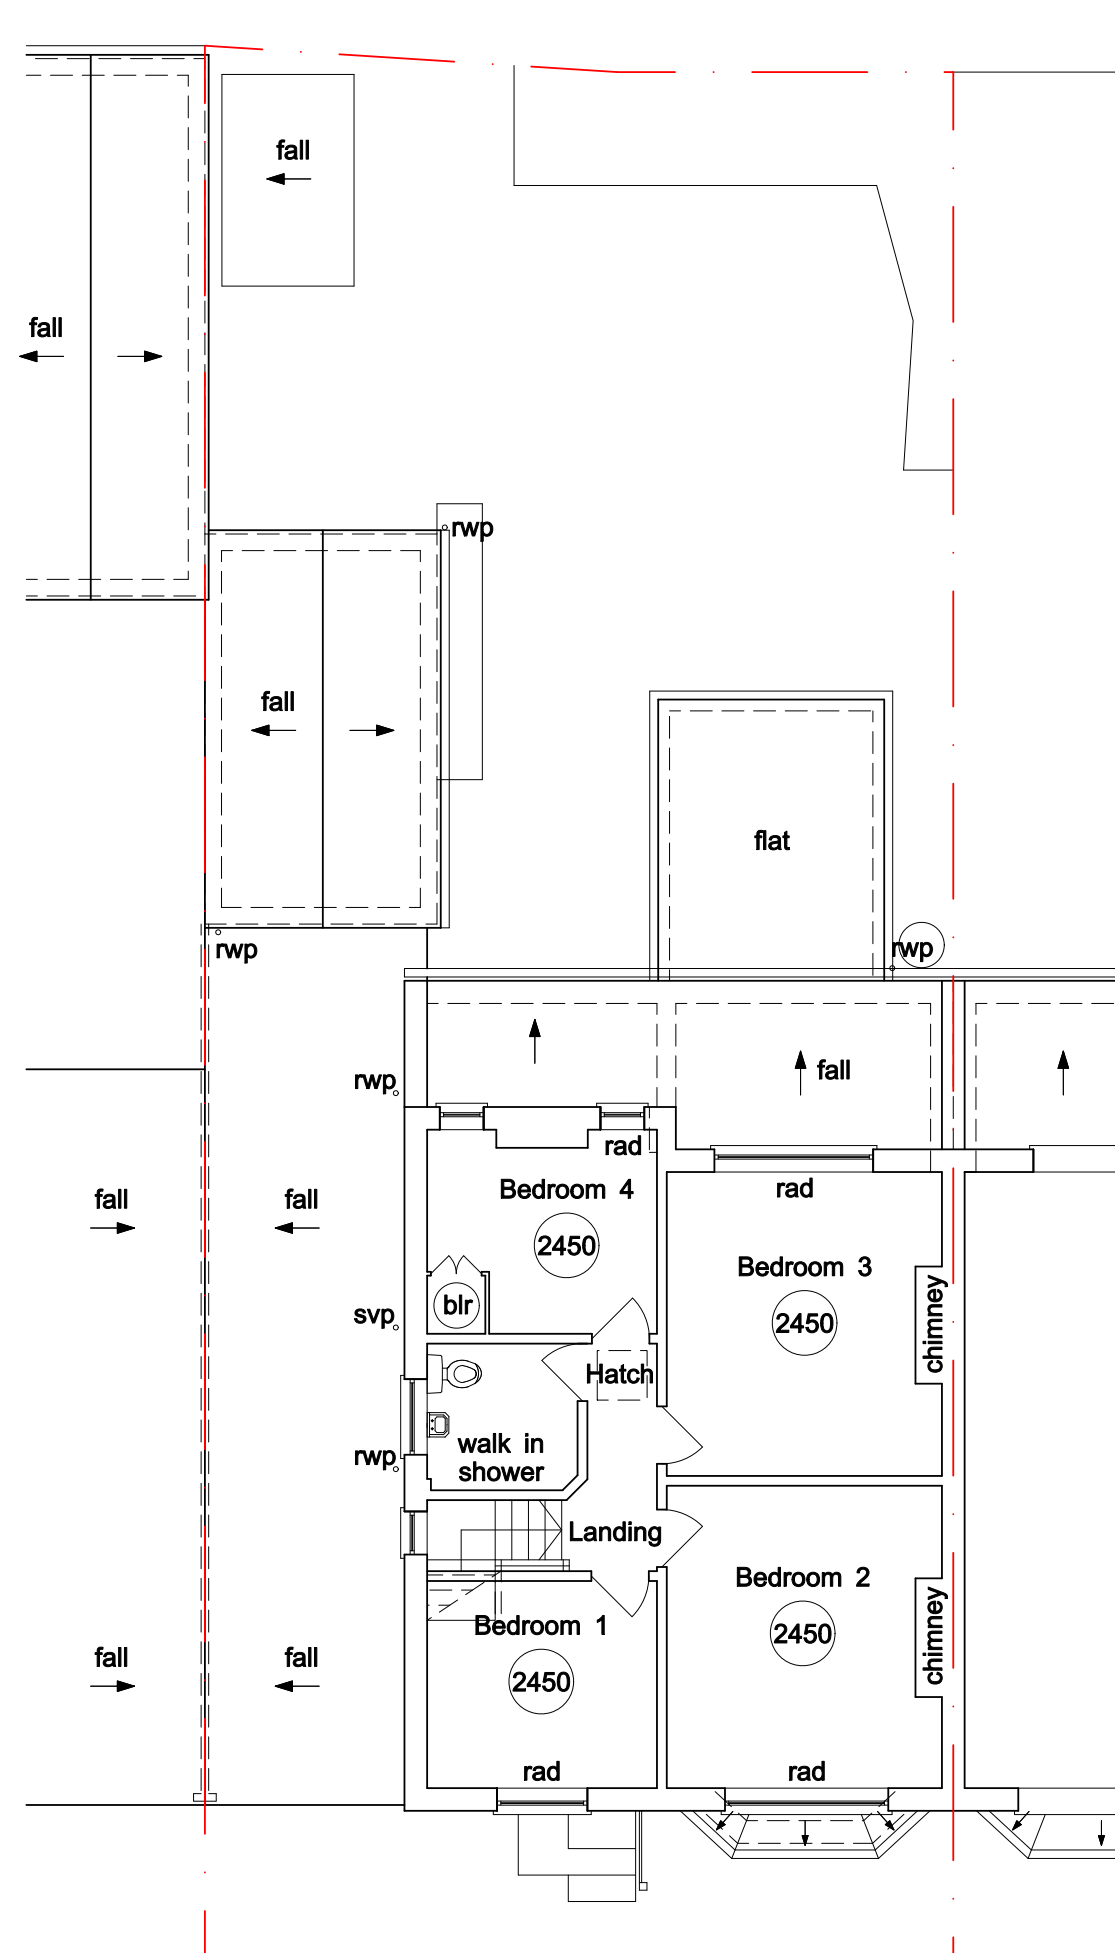 fall
fall
rwp
fall
flat
rwp
rwp
rwp
fall
rad
fall
fall
Bedroom 4
rad
2450
Bedroom 3
blr
svp
2450
chimney
Hatch
walk in
shower
rwp
Landing
Bedroom 2
Bedroom 1
2450
chimney
fall
fall
2450
rad
rad